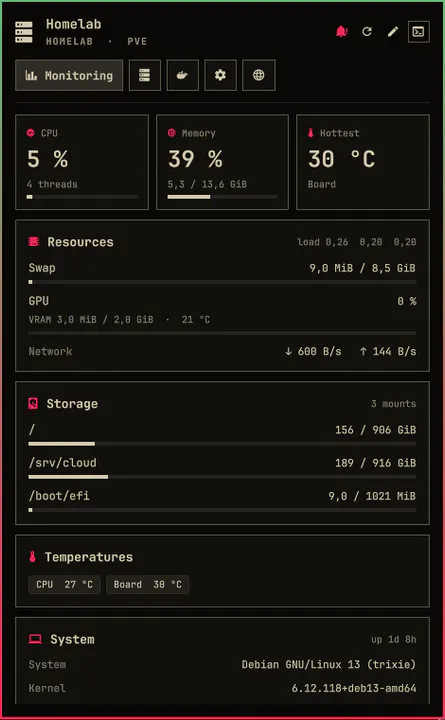 Homelab
HOMELAB · PVE
Monitoring
CPU
5 %
4 threads
Memory
39 %
5,3 / 13,6 GiB
Hottest
30 °C
Board
Resources
load 0,26 0,20 0,20
Swap 9,0 MiB / 8,5 GiB
GPU 0 %
VRAM 3,0 MiB / 2,0 GiB · 21 °C
Network ↓ 600 B/s ↑ 144 B/s
Storage 3 mounts
/ 156 / 906 GiB
/srv/cloud 189 / 916 GiB
/boot/efi 9,0 / 1021 MiB
Temperatures
CPU 27 °C Board 30 °C
System up 1d 8h
System Debian GNU/Linux 13 (trixie)
Kernel 6.12.118+deb13-amd64